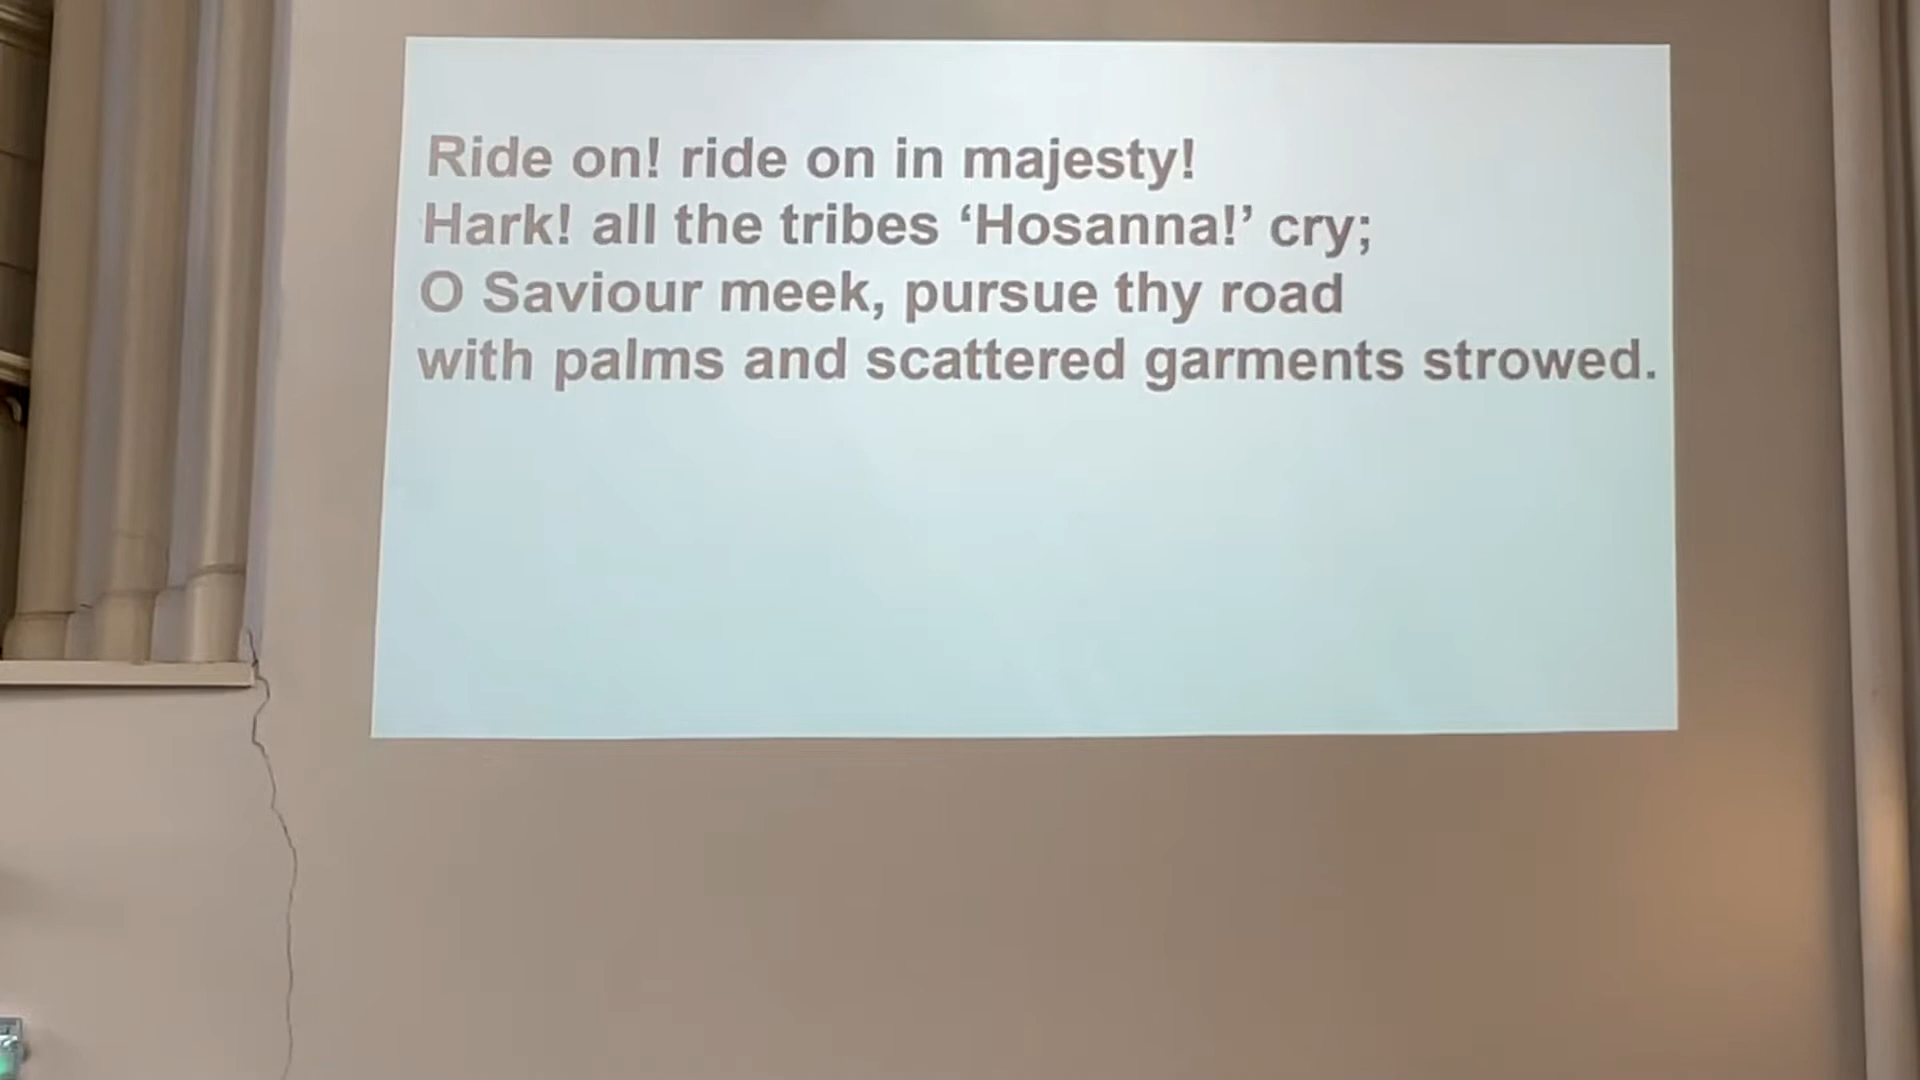 Ride on! ride on in majesty!
Hark! all the tribes ‘Hosanna!’ cry;
O Saviour meek, pursue thy road
with palms and scattered garments strowed.